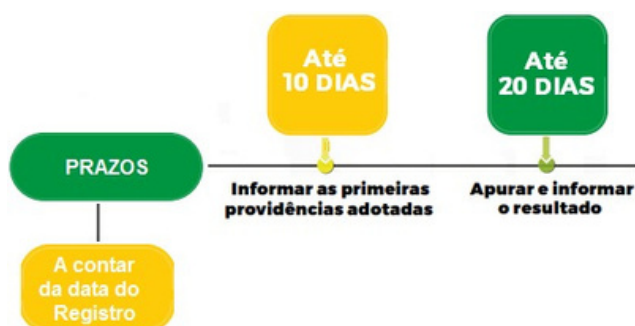 Até
10 DIAS
Até
20 DIAS
PRAZOS
Informar as primeiras
providências adotadas
Apurar e informar
o resultado
A contar
da data do
Registro